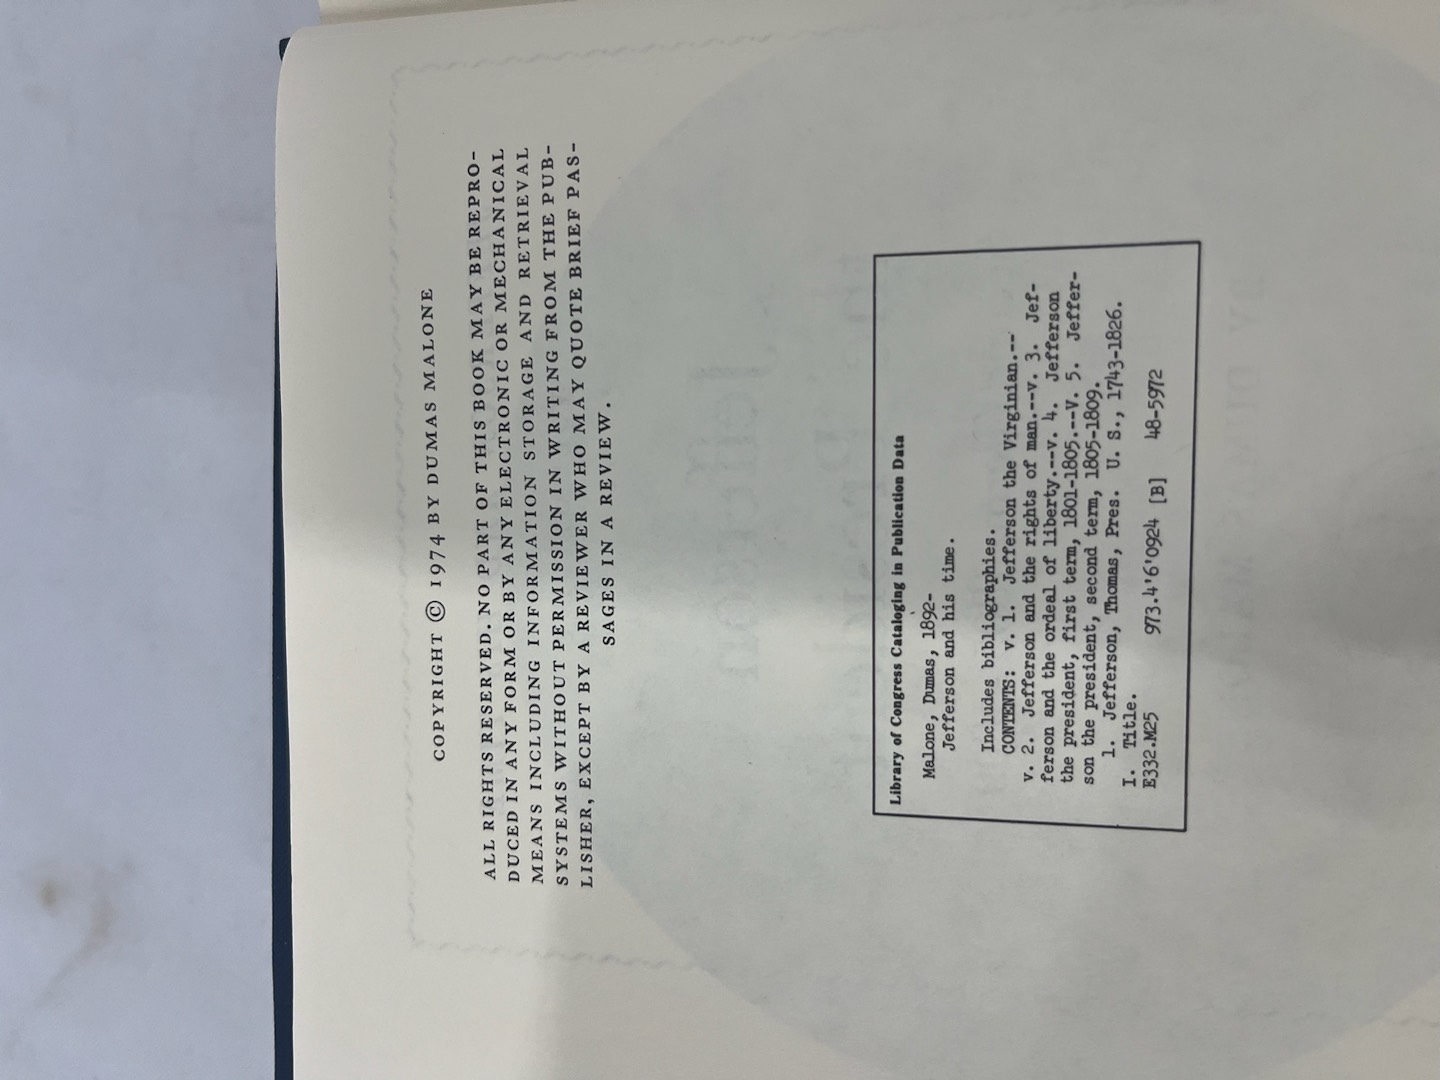 COPYRIGHT © 1974 BY DUMAS MALONE
ALL RIGHTS RESERVED. NO PART OF THIS BOOK MAY BE REPRO-
DUCED IN ANY FORM OR BY ANY ELECTRONIC OR MECHANICAL
MEANS INCLUDING INFORMATION STORAGE AND RETRIEVAL
SYSTEMS WITHOUT PERMISSION IN WRITING FROM THE PUB-
LISHER, EXCEPT BY A REVIEWER WHO MAY QUOTE BRIEF PAS-
SAGES IN A REVIEW.
Library of Congress Cataloging in Publication Data
Malone, Dumas, 1892-
Jefferson and his time.
Includes bibliographies.
CONTENTS: v. 1. Jefferson the Virginian.--
v. 2. Jefferson and the rights of man.--v. 3. Jef-
ferson and the ordeal of liberty.--v. 4. Jefferson
the president, first term, 1801-1805.--v. 5. Jeffer-
son the president, second term, 1805-1809.
1. Jefferson, Thomas, Pres. U. S., 1743-1826.
I. Title.
E332.M25 973.4'6'0924 [B] 48-5972